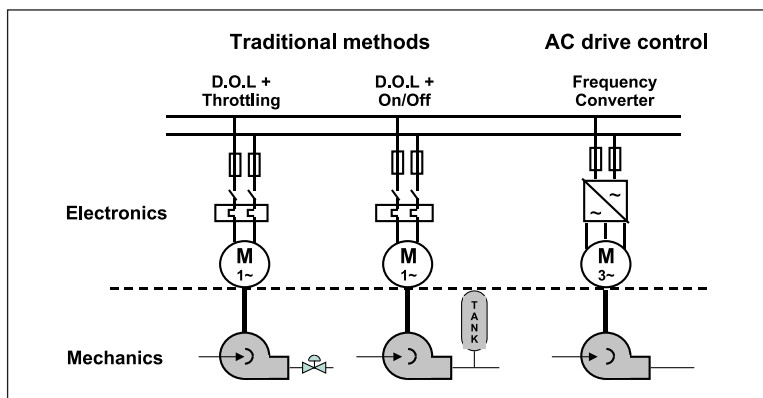 Traditional methods
AC drive control
D.O.L +
Throttling
D.O.L +
On/Off
Frequency
Converter
Electronics
~
~
M
1~
M
1~
M
3~
TANK
Mechanics